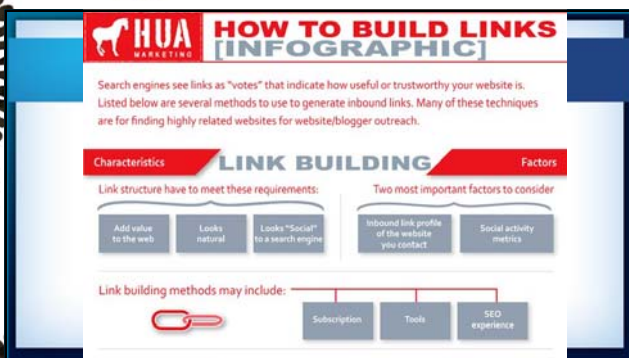 HUA
MARKETING
HOW TO BUILD LINKS
[INFOGRAPHIC]
Search engines see links as "votes" that indicate how useful or trustworthy your website is.
Listed below are several methods to use to generate inbound links. Many of these techniques
are for finding highly related websites for website/blogger outreach.
Characteristics
LINK BUILDING
Factors
Link structure have to meet these requirements:
Two most important factors to consider
Add value
to the web
Looks
natural
Looks "Social"
to a search engine
Inbound link profile
of the website
you contact
Social activity
metrics
Link building methods may include:
Subscription
Tools
SEO
experience